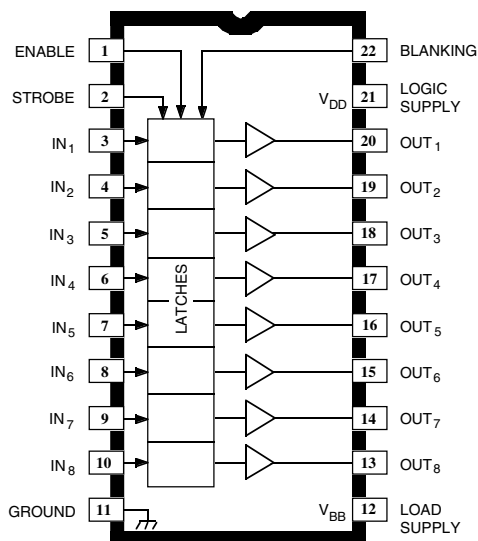 ENABLE 1 22 BLANKING
STROBE 2 VDD 21 LOGIC SUPPLY
IN1 3 20 OUT1
IN2 4 19 OUT2
IN3 5 18 OUT3
IN4 6 17 OUT4
LATCHES
IN5 7 16 OUT5
IN6 8 15 OUT6
IN7 9 14 OUT7
IN8 10 13 OUT8
GROUND 11 VBB 12 LOAD SUPPLY